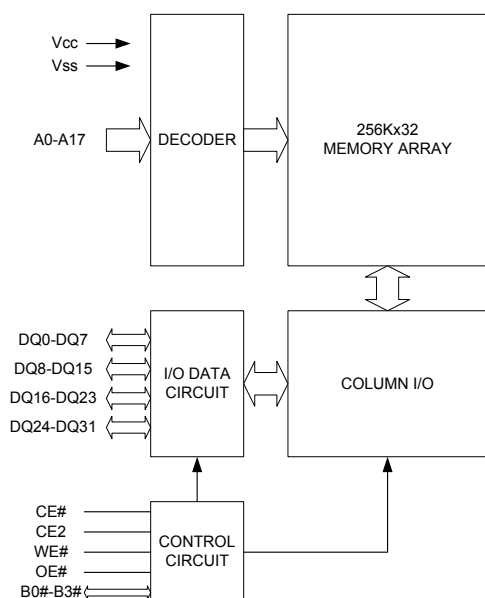 Vcc
Vss
A0-A17
DECODER
256Kx32
MEMORY ARRAY
DQ0-DQ7
DQ8-DQ15
DQ16-DQ23
DQ24-DQ31
I/O DATA
CIRCUIT
COLUMN I/O
CE#
CE2
WE#
OE#
B0#-B3#
CONTROL
CIRCUIT